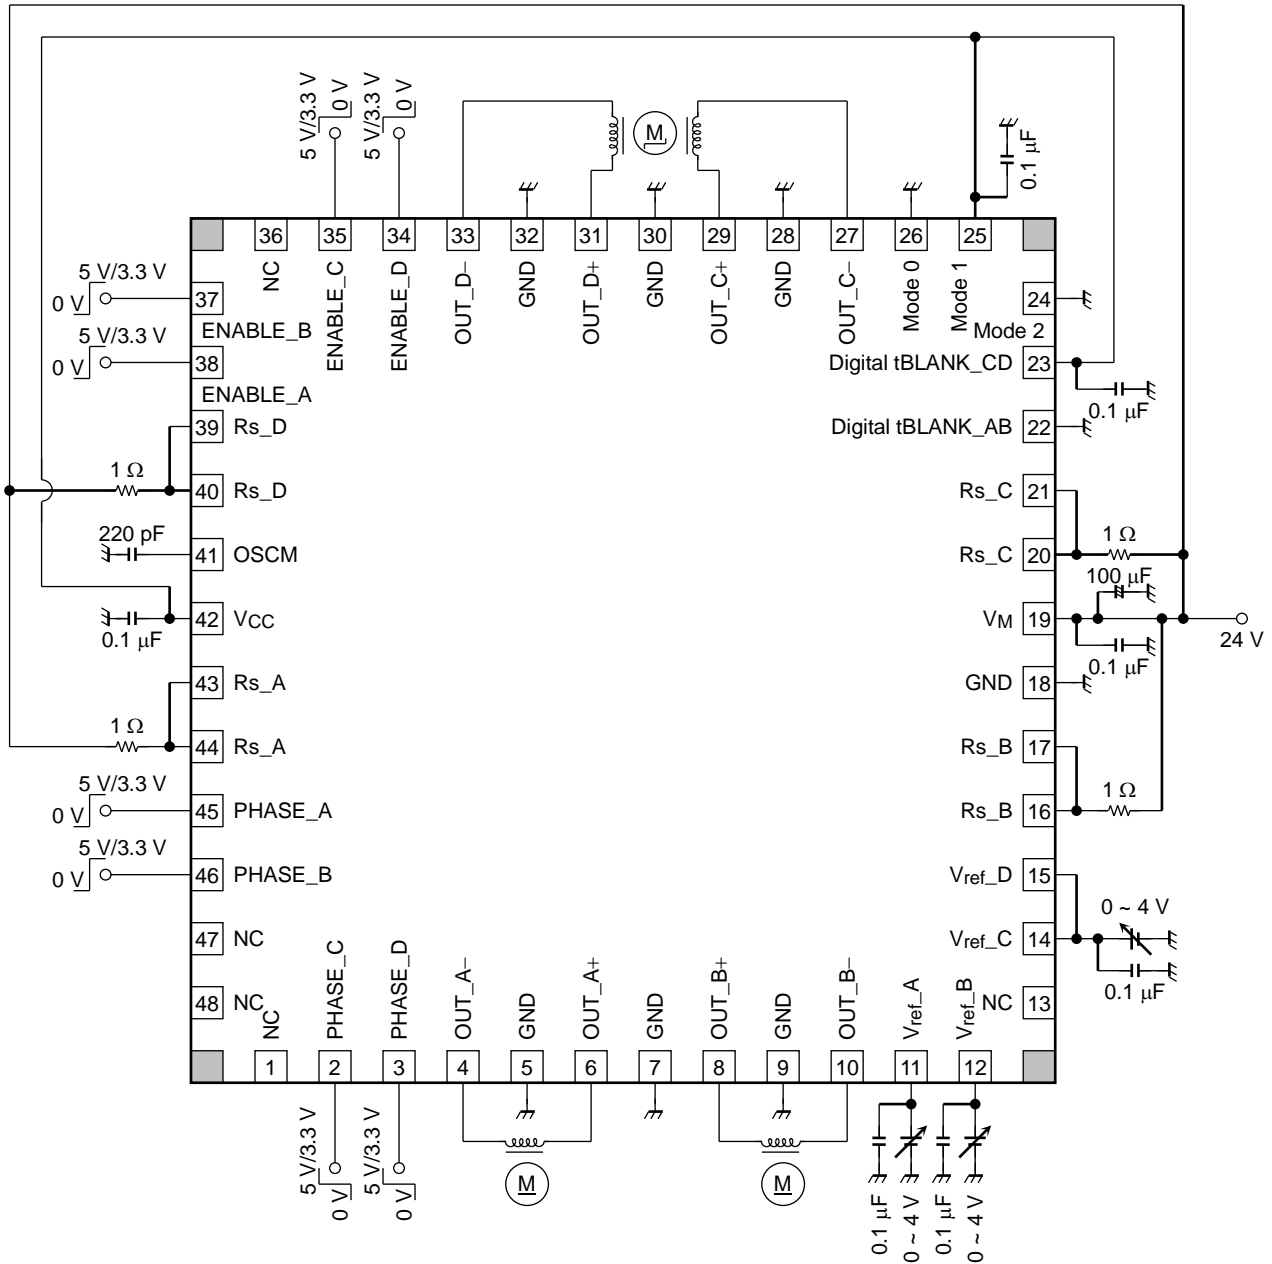 5 V/3.3 V
0 V
5 V/3.3 V
0 V
M
0.1 μF
36
35
34
33
32
31
30
29
28
27
26
25
NC
ENABLE_C
ENABLE_D
OUT_D−
GND
OUT_D+
GND
OUT_C+
GND
OUT_C−
Mode 0
Mode 1
5 V/3.3 V
0 V
37
ENABLE_B
24
Mode 2
5 V/3.3 V
0 V
38
ENABLE_A
Digital tBLANK_CD
23
0.1 μF
39
Rs_D
Digital tBLANK_AB
22
1 Ω
40
Rs_D
Rs_C
21
220 pF
41
OSCM
Rs_C
20
1 Ω
100 μF
42
VCC
0.1 μF
VM
19
24 V
0.1 μF
43
Rs_A
GND
18
1 Ω
44
Rs_A
Rs_B
17
5 V/3.3 V
0 V
45
PHASE_A
Rs_B
16
1 Ω
5 V/3.3 V
0 V
46
PHASE_B
Vref_D
15
47
NC
Vref_C
14
0 ~ 4 V
0.1 μF
48
NC
NC
13
NC
PHASE_C
PHASE_D
OUT_A−
GND
OUT_A+
GND
OUT_B+
GND
OUT_B−
Vref_A
Vref_B
1
2
3
4
5
6
7
8
9
10
11
12
5 V/3.3 V
0 V
5 V/3.3 V
0 V
M
M
0.1 μF
0 ~ 4 V
0.1 μF
0 ~ 4 V